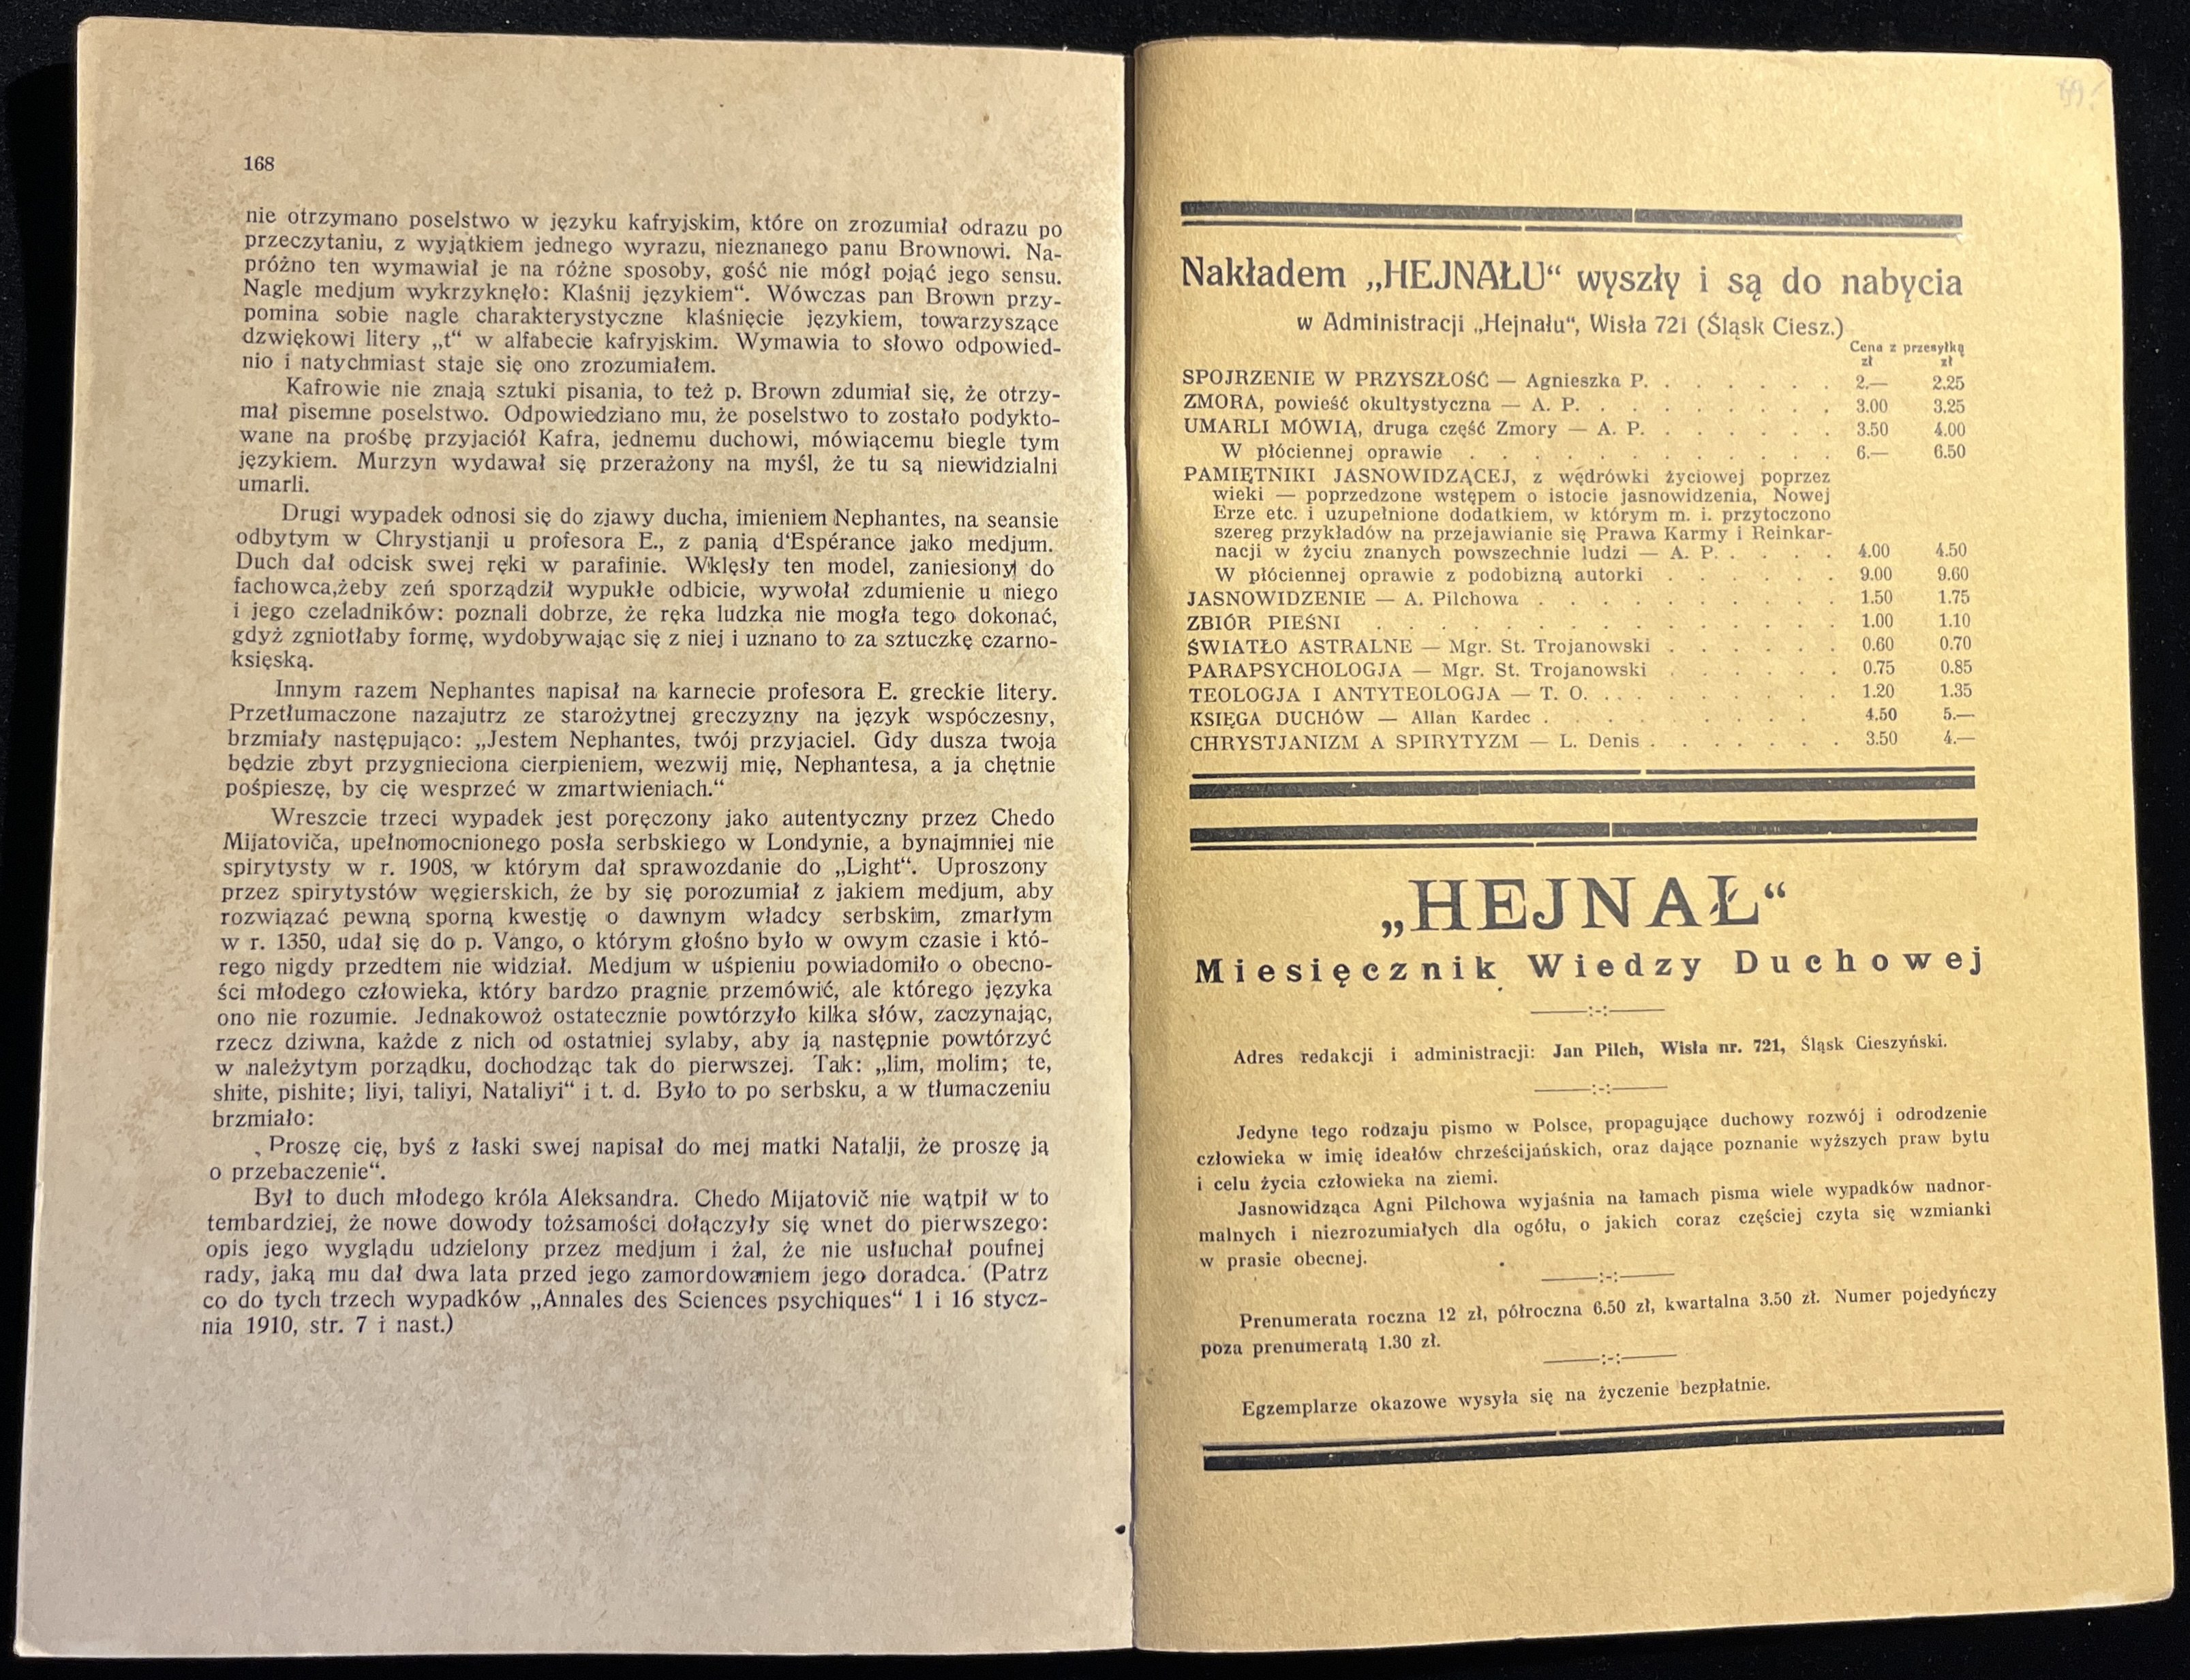 168
nie otrzymano poselstwo w języku kafryjskim, które on zrozumiał odrazu po
przeczytaniu, z wyjątkiem jednego wyrazu, nieznanego panu Brownowi. Na-
próżno ten wymawiał je na różne sposoby, gość nie mógł pojąć jego sensu.
Nagle medjum wykrzyknęło: Klaśnij językiem“. Wówczas pan Brown przy-
pomina sobie nagle charakterystyczne klaśnięcie językiem, towarzyszące
dzwiękowi litery „t“ w alfabecie kafryjskim. Wymawia to słowo odpowied-
nio i natychmiast staje się ono zrozumiałem.
Kafrowie nie znają sztuki pisania, to też p. Brown zdumiał się, że otrzy-
mał pisemne poselstwo. Odpowiedziano mu, że poselstwo to zostało podykto-
wane na prośbę przyjaciół Kafra, jednemu duchowi, mówiącemu biegle tym
językiem. Murzyn wydawał się przerażony na myśl, że tu są niewidzialni
umarli.
Drugi wypadek odnosi się do zjawy ducha, imieniem Nephantes, na seansie
odbytym w Chrystjanji u profesora E., z panią d‘Espérance jako medjum.
Duch dał odcisk swej ręki w parafinie. Wklęsły ten model, zaniesiony do
fachowca,żeby zeń sporządził wypukłe odbicie, wywołał zdumienie u niego
i jego czeladników: poznali dobrze, że ręka ludzka nie mogła tego dokonać,
gdyż zgniotłaby formę, wydobywając się z niej i uznano to za sztuczkę czarno-
księską.
Innym razem Nephantes napisał na karnecie profesora E. greckie litery.
Przetłumaczone nazajutrz ze starożytnej greczyzny na język wspóczesny,
brzmiały następująco: „Jestem Nephantes, twój przyjaciel. Gdy dusza twoja
będzie zbyt przygnieciona cierpieniem, wezwij mię, Nephantesa, a ja chętnie
pośpieszę, by cię wesprzeć w zmartwieniach.“
Wreszcie trzeci wypadek jest poręczony jako autentyczny przez Chedo
Mijatoviča, upełnomocnionego posła serbskiego w Londynie, a bynajmniej nie
spirytysty w r. 1908, w którym dał sprawozdanie do „Light“. Uproszony
przez spirytystów węgierskich, że by się porozumiał z jakiem medjum, aby
rozwiązać pewną sporną kwestję o dawnym władcy serbskim, zmarłym
w r. 1350, udał się do p. Vango, o którym głośno było w owym czasie i któ-
rego nigdy przedtem nie widział. Medjum w uśpieniu powiadomiło o obecno-
ści młodego człowieka, który bardzo pragnie przemówić, ale którego języka
ono nie rozumie. Jednakowoż ostatecznie powtórzyło kilka słów, zaczynając,
rzecz dziwna, każde z nich od ostatniej sylaby, aby ją następnie powtórzyć
w należytym porządku, dochodząc tak do pierwszej. Tak: „lim, molim; te,
shite, pishite; liyi, taliyi, Nataliyi“ i t. d. Było to po serbsku, a w tłumaczeniu
brzmiało:
„Proszę cię, byś z łaski swej napisał do mej matki Natalji, że proszę ją
o przebaczenie“.
Był to duch młodego króla Aleksandra. Chedo Mijatovič nie wątpił w to
tembardziej, że nowe dowody tożsamości dołączyły się wnet do pierwszego:
opis jego wyglądu udzielony przez medjum i żal, że nie usłuchał poufnej
rady, jaką mu dał dwa lata przed jego zamordowaniem jego doradca. (Patrz
co do tych trzech wypadków „Annales des Sciences psychiques“ 1 i 16 stycz-
nia 1910, str. 7 i nast.)
Nakładem „HEJNAŁU“ wyszły i są do nabycia
w Administracji „Hejnału“, Wisła 721 (Śląsk Ciesz.)
Cena z przesyłką
zł zł
SPOJRZENIE W PRZYSZŁOŚĆ — Agnieszka P. . . . . . . . 2.— 2.25
ZMORA, powieść okultystyczna — A. P. . . . . . . . . 3.00 3.25
UMARLI MÓWIĄ, druga część Zmory — A. P. . . . . . . 3.50 4.00
W płóciennej oprawie . . . . . . . . . . . . . 6.— 6.50
PAMIĘTNIKI JASNOWIDZĄCEJ, z wędrówki życiowej poprzez
wieki — poprzedzone wstępem o istocie jasnowidzenia, Nowej
Erze etc. i uzupełnione dodatkiem, w którym m. i. przytoczono
szereg przykładów na przejawianie się Prawa Karmy i Reinkar-
nacji w życiu znanych powszechnie ludzi — A. P. . . . . 4.00 4.50
W płóciennej oprawie z podobizną autorki . . . . . . 9.00 9.60
JASNOWIDZENIE — A. Pilchowa . . . . . . . . . . 1.50 1.75
ZBIÓR PIEŚNI . . . . . . . . . . . . . . . 1.00 1.10
ŚWIATŁO ASTRALNE — Mgr. St. Trojanowski . . . . . . 0.60 0.70
PARAPSYCHOLOGJA — Mgr. St. Trojanowski . . . . . . 0.75 0.85
TEOLOGJA I ANTYTEOLOGJA — T. O. . . . . . . . . 1.20 1.35
KSIĘGA DUCHÓW — Allan Kardec . . . . . . . . . 4.50 5.—
CHRYSTJANIZM A SPIRYTYZM — L. Denis . . . . . . . 3.50 4.—
„HEJNAŁ“
Miesięcznik Wiedzy Duchowej
Adres redakcji i administracji: Jan Pilch, Wisła nr. 721, Śląsk Cieszyński.
Jedyne tego rodzaju pismo w Polsce, propagujące duchowy rozwój i odrodzenie
człowieka w imię ideałów chrześcijańskich, oraz dające poznanie wyższych praw bytu
i celu życia człowieka na ziemi.
Jasnowidząca Agni Pilchowa wyjaśnia na łamach pisma wiele wypadków nadnor-
malnych i niezrozumiałych dla ogółu, o jakich coraz częściej czyta się wzmianki
w prasie obecnej.
Prenumerata roczna 12 zł, półroczna 6.50 zł, kwartalna 3.50 zł. Numer pojedyńczy
poza prenumeratą 1.30 zł.
Egzemplarze okazowe wysyła się na życzenie bezpłatnie.